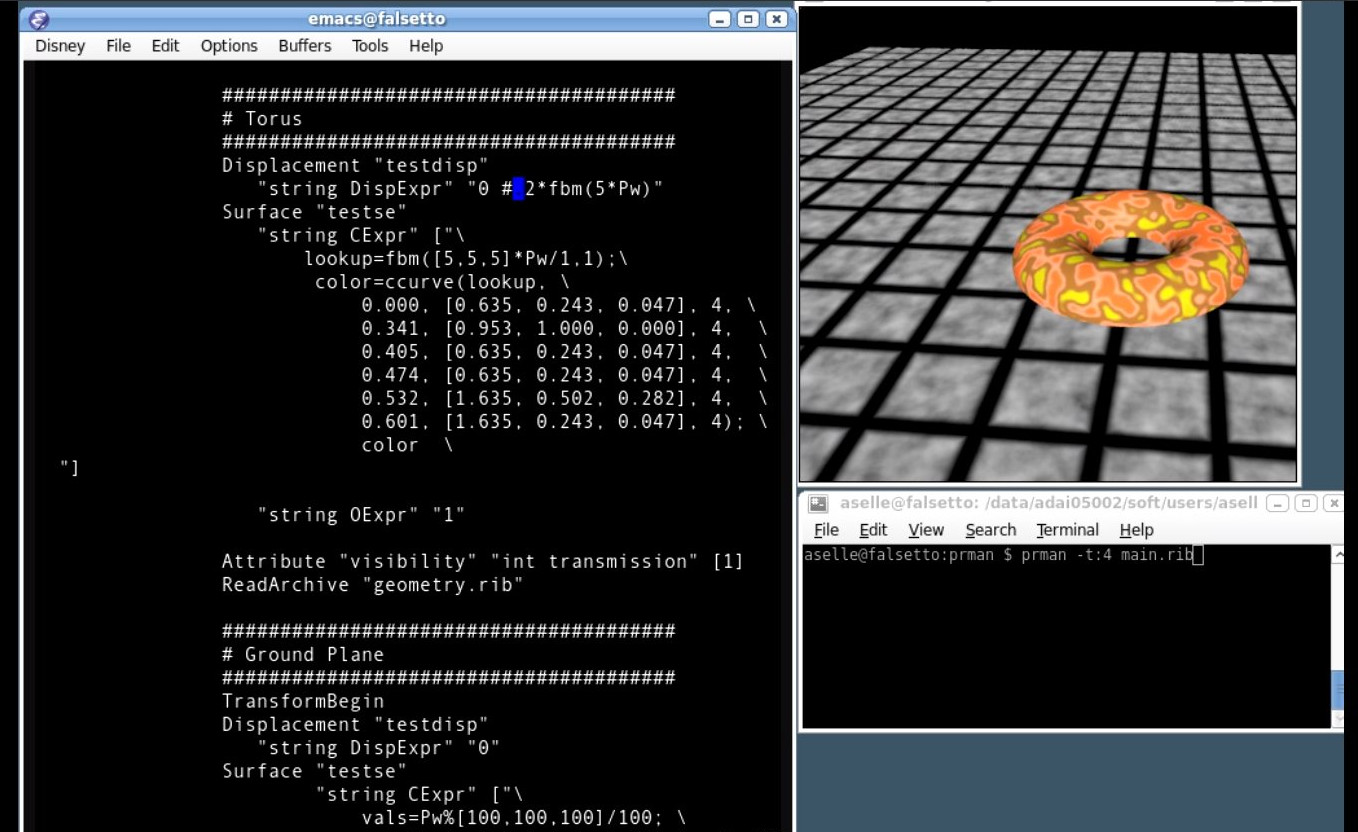 emacs@falsetto
Disney File Edit Options Buffers Tools Help
#######################################
# Torus
#######################################
Displacement "testdisp"
"string DispExpr" "0 # 2*fbm(5*Pw)"
Surface "testse"
"string CExpr" ["\
lookup=fbm([5,5,5]*Pw/1,1);\
color=ccurve(lookup, \
0.000, [0.635, 0.243, 0.047], 4, \
0.341, [0.953, 1.000, 0.000], 4, \
0.405, [0.635, 0.243, 0.047], 4, \
0.474, [0.635, 0.243, 0.047], 4, \
0.532, [1.635, 0.502, 0.282], 4, \
0.601, [1.635, 0.243, 0.047], 4); \
color \
"]
"string OExpr" "1"
Attribute "visibility" "int transmission" [1]
ReadArchive "geometry.rib"
#######################################
# Ground Plane
#######################################
TransformBegin
Displacement "testdisp"
"string DispExpr" "0"
Surface "testse"
"string CExpr" ["\
vals=Pw%[100,100,100]/100; \
aselle@falsetto: /data/adai05002/soft/users/asell
File Edit View Search Terminal Help
aselle@falsetto:prman $ prman -t:4 main.rib